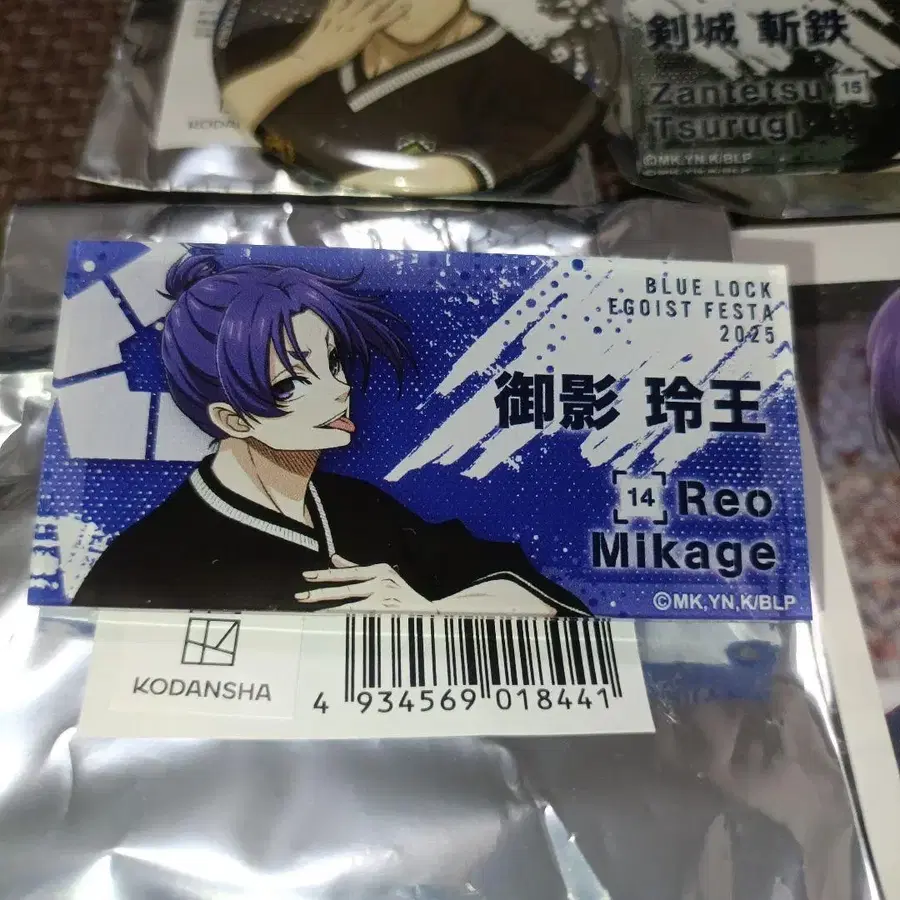 剣城 斬鉄
Zantetsu 15
Tsurugi
©MK,YN,K/BLP
BLUE LOCK
EGOIST FESTA
2025
御影 玲王
14 Reo
Mikage
©MK,YN,K/BLP
KODANSHA
4 934569 018441